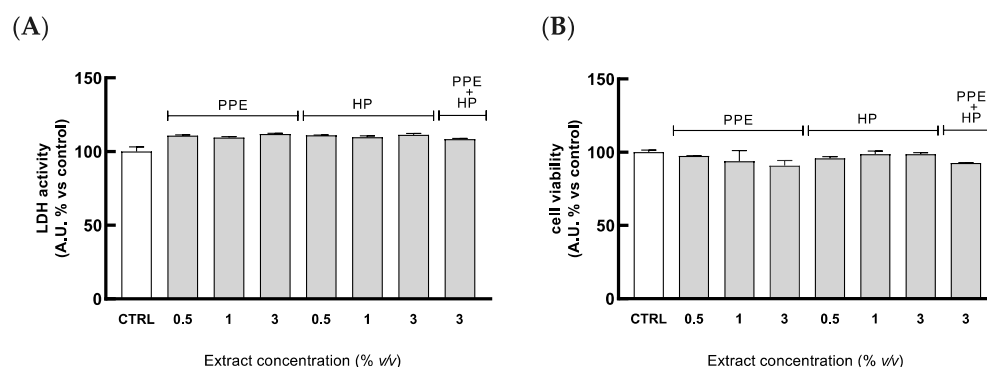 (A)
150
100
50
0
LDH activity
(A.U. % vs control)
PPE
HP
PPE
+
HP
CTRL 0.5 1 3 0.5 1 3 3
Extract concentration (% v/v)
(B)
150
100
50
0
cell viability
(A.U. % vs control)
PPE
HP
PPE
+
HP
CTRL 0.5 1 3 0.5 1 3 3
Extract concentration (% v/v)